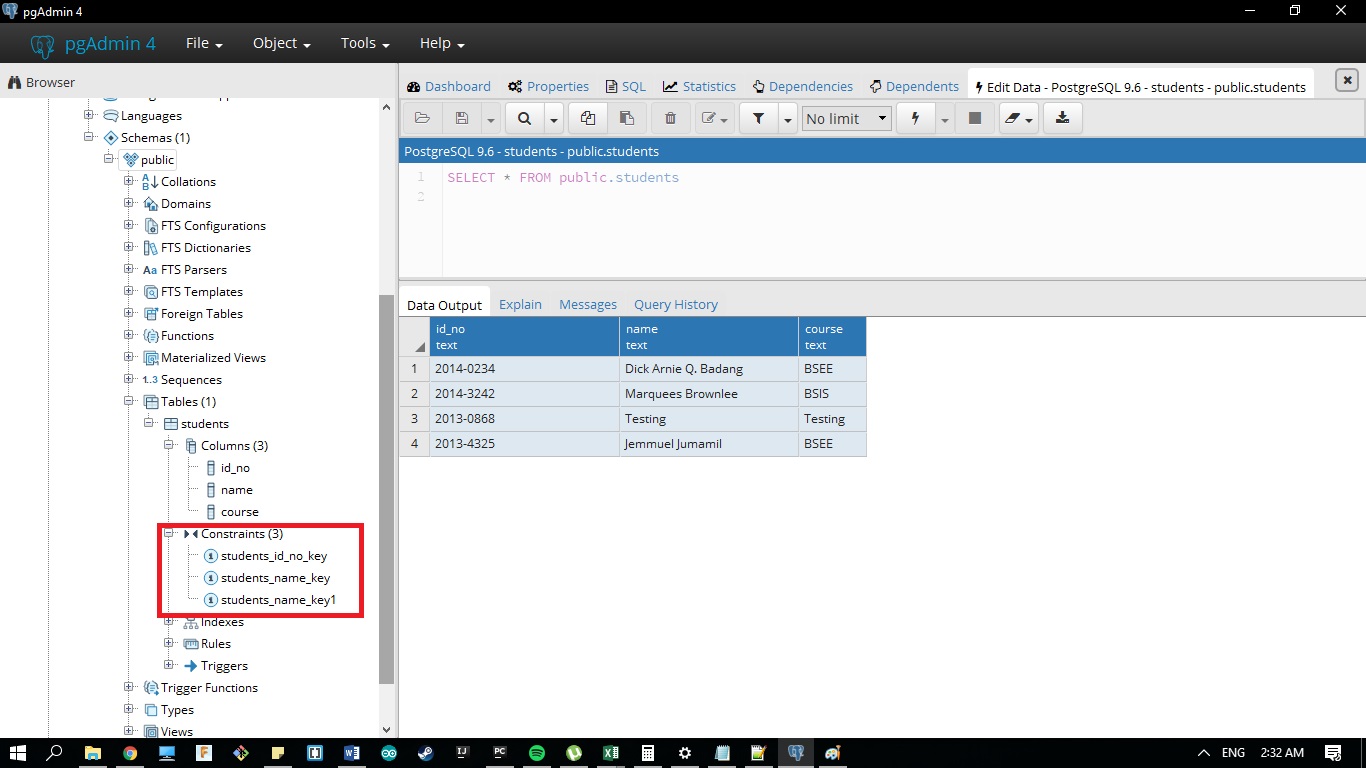 pgAdmin 4
pgAdmin 4 File Object Tools Help
Browser
Languages
Schemas (1)
public
Collations
Domains
FTS Configurations
FTS Dictionaries
Aa FTS Parsers
FTS Templates
Foreign Tables
Functions
Materialized Views
1..3 Sequences
Tables (1)
students
Columns (3)
id_no
name
course
Constraints (3)
students_id_no_key
students_name_key
students_name_key1
Indexes
Rules
Triggers
Trigger Functions
Types
Views
Dashboard Properties SQL Statistics Dependencies Dependents Edit Data - PostgreSQL 9.6 - students - public.students
No limit
PostgreSQL 9.6 - students - public.students
1 SELECT * FROM public.students
2
Data Output Explain Messages Query History
id_no name course
text text text
1 2014-0234 Dick Arnie Q. Badang BSEE
2 2014-3242 Marquees Brownlee BSIS
3 2013-0868 Testing Testing
4 2013-4325 Jemmuel Jumamil BSEE
ENG 2:32 AM